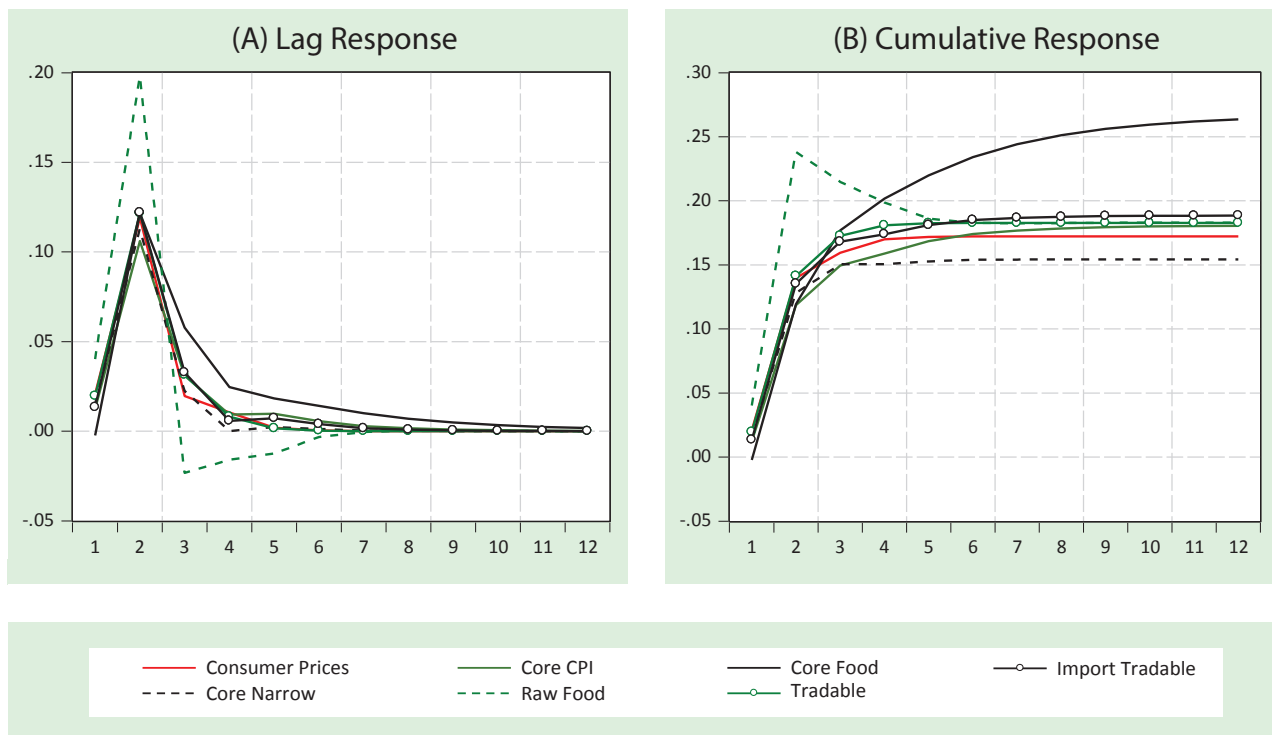 (A) Lag Response
.20
.15
.10
.05
.00
-.05
1 2 3 4 5 6 7 8 9 10 11 12
(B) Cumulative Response
.30
.25
.20
.15
.10
.05
.00
-.05
1 2 3 4 5 6 7 8 9 10 11 12
Consumer Prices Core CPI Core Food Import Tradable
Core Narrow Raw Food Tradable